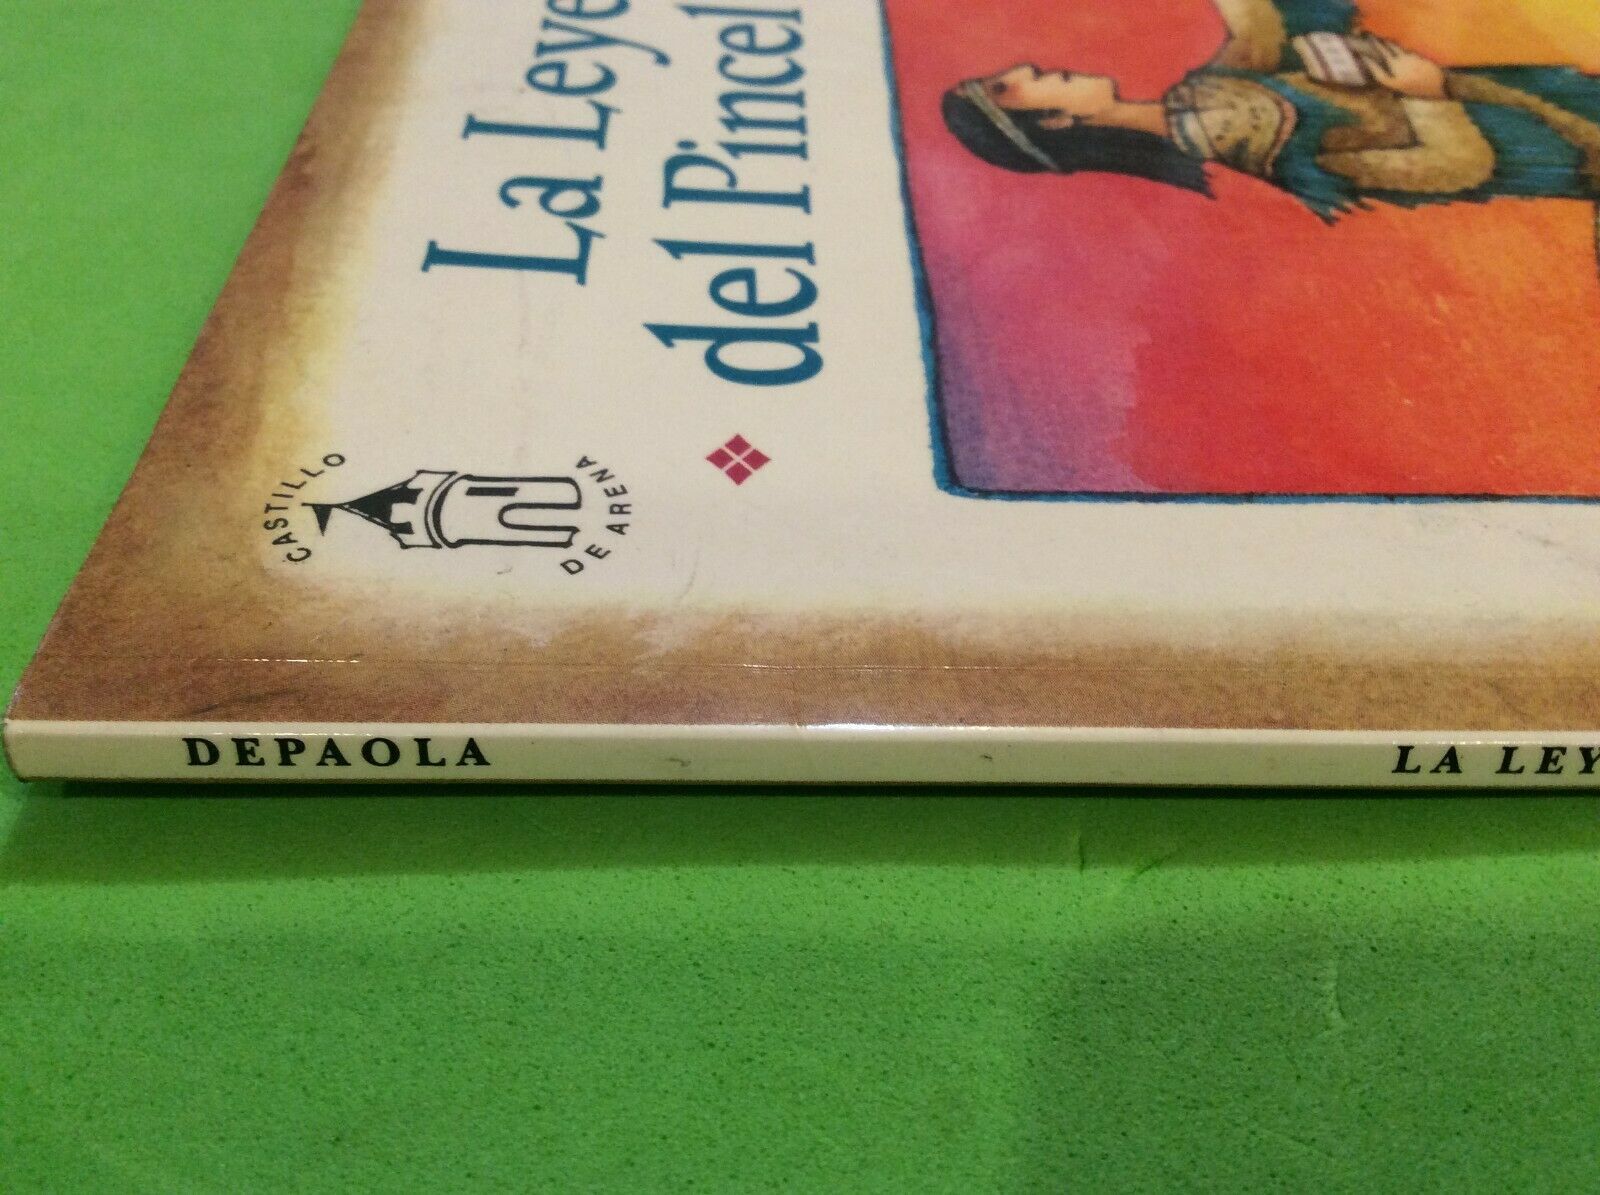 La Leye
del Pincel
CASTILLO
DE ARENA
DEPAOLA
LA LEY